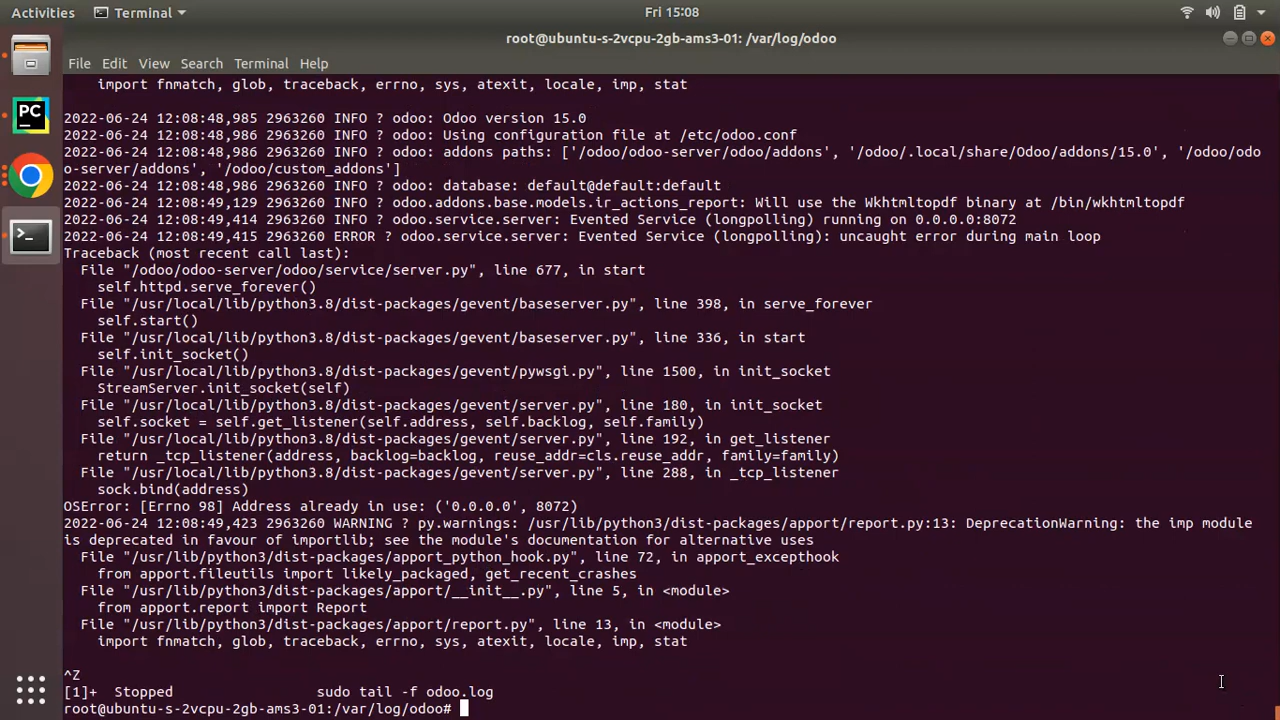 Activities Terminal Fri 15:08
root@ubuntu-s-2vcpu-2gb-ams3-01: /var/log/odoo
File Edit View Search Terminal Help
PC
import fnmatch, glob, traceback, errno, sys, atexit, locale, imp, stat
2022-06-24 12:08:48,985 2963260 INFO ? odoo: Odoo version 15.0
2022-06-24 12:08:48,986 2963260 INFO ? odoo: Using configuration file at /etc/odoo.conf
2022-06-24 12:08:48,986 2963260 INFO ? odoo: addons paths: ['/odoo/odoo-server/odoo/addons', '/odoo/.local/share/Odoo/addons/15.0', '/odoo/odo
o-server/addons', '/odoo/custom_addons']
2022-06-24 12:08:48,986 2963260 INFO ? odoo: database: default@default:default
2022-06-24 12:08:49,129 2963260 INFO ? odoo.addons.base.models.ir_actions_report: Will use the Wkhtmltopdf binary at /bin/wkhtmltopdf
2022-06-24 12:08:49,414 2963260 INFO ? odoo.service.server: Evented Service (longpolling) running on 0.0.0.0:8072
2022-06-24 12:08:49,415 2963260 ERROR ? odoo.service.server: Evented Service (longpolling): uncaught error during main loop
Traceback (most recent call last):
File "/odoo/odoo-server/odoo/service/server.py", line 677, in start
self.httpd.serve_forever()
File "/usr/local/lib/python3.8/dist-packages/gevent/baseserver.py", line 398, in serve_forever
self.start()
File "/usr/local/lib/python3.8/dist-packages/gevent/baseserver.py", line 336, in start
self.init_socket()
File "/usr/local/lib/python3.8/dist-packages/gevent/pywsgi.py", line 1500, in init_socket
StreamServer.init_socket(self)
File "/usr/local/lib/python3.8/dist-packages/gevent/server.py", line 180, in init_socket
self.socket = self.get_listener(self.address, self.backlog, self.family)
File "/usr/local/lib/python3.8/dist-packages/gevent/server.py", line 192, in get_listener
return _tcp_listener(address, backlog=backlog, reuse_addr=cls.reuse_addr, family=family)
File "/usr/local/lib/python3.8/dist-packages/gevent/server.py", line 288, in _tcp_listener
sock.bind(address)
OSError: [Errno 98] Address already in use: ('0.0.0.0', 8072)
2022-06-24 12:08:49,423 2963260 WARNING ? py.warnings: /usr/lib/python3/dist-packages/apport/report.py:13: DeprecationWarning: the imp module
is deprecated in favour of importlib; see the module's documentation for alternative uses
File "/usr/lib/python3/dist-packages/apport_python_hook.py", line 72, in apport_excepthook
from apport.fileutils import likely_packaged, get_recent_crashes
File "/usr/lib/python3/dist-packages/apport/__init__.py", line 5, in <module>
from apport.report import Report
File "/usr/lib/python3/dist-packages/apport/report.py", line 13, in <module>
import fnmatch, glob, traceback, errno, sys, atexit, locale, imp, stat
^Z
[1]+ Stopped sudo tail -f odoo.log
root@ubuntu-s-2vcpu-2gb-ams3-01:/var/log/odoo#